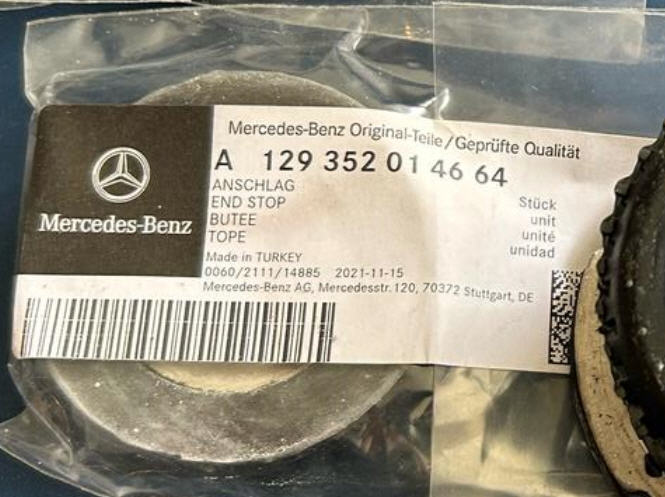 Mercedes-Benz Original-Teile/Geprüfte Qualität
A 129 352 01 46 64
ANSCHLAG
END STOP
BUTEE
TOPE
Stück
unit
unité
unidad
Mercedes-Benz
Made in TURKEY
0060/2111/14885 2021-11-15
Mercedes-Benz AG, Mercedesstr. 120, 70372 Stuttgart, DE